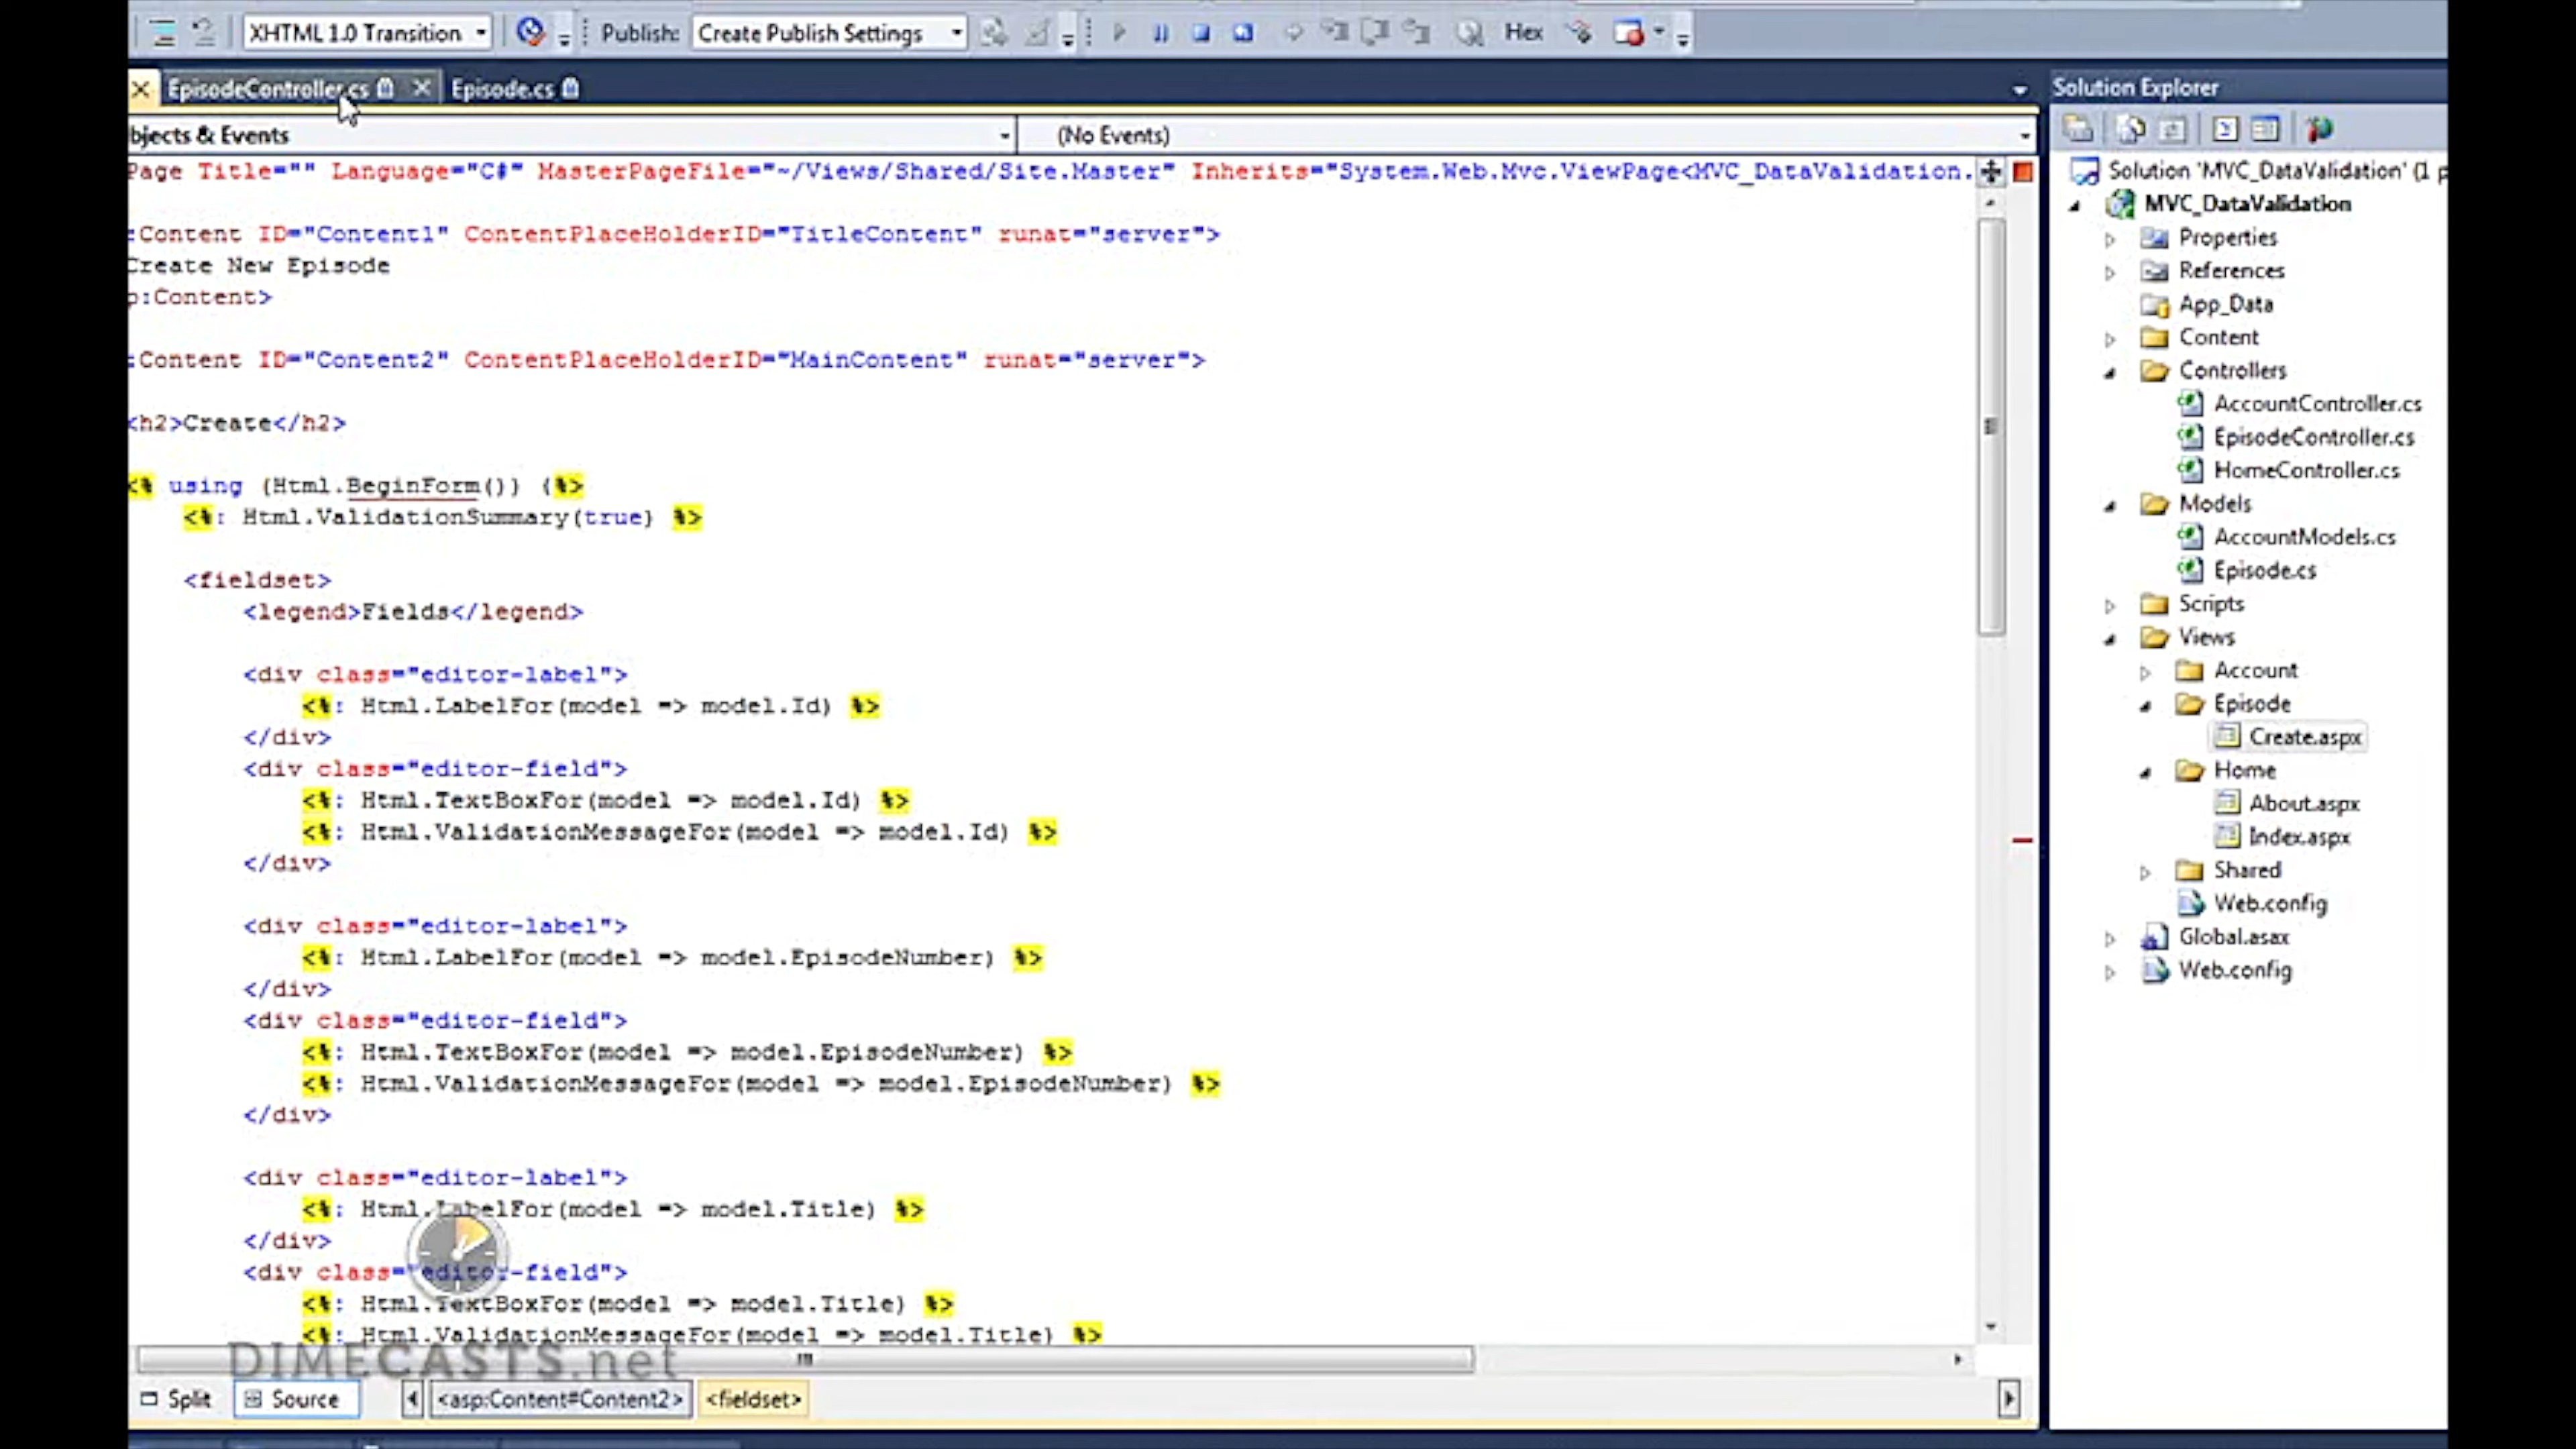 XHTML 1.0 Transition Publish: Create Publish Settings Hex
EpisodeController.cs Episode.cs
bjects & Events (No Events)
Page Title="" Language="C#" MasterPageFile="~/Views/Shared/Site.Master" Inherits="System.Web.Mvc.ViewPage<MVC_DataValidation.
:Content ID="Content1" ContentPlaceHolderID="TitleContent" runat="server">
Create New Episode
p:Content>
:Content ID="Content2" ContentPlaceHolderID="MainContent" runat="server">
<h2>Create</h2>
<% using (Html.BeginForm()) {%>
<%: Html.ValidationSummary(true) %>
<fieldset>
<legend>Fields</legend>
<div class="editor-label">
<%: Html.LabelFor(model => model.Id) %>
</div>
<div class="editor-field">
<%: Html.TextBoxFor(model => model.Id) %>
<%: Html.ValidationMessageFor(model => model.Id) %>
</div>
<div class="editor-label">
<%: Html.LabelFor(model => model.EpisodeNumber) %>
</div>
<div class="editor-field">
<%: Html.TextBoxFor(model => model.EpisodeNumber) %>
<%: Html.ValidationMessageFor(model => model.EpisodeNumber) %>
</div>
<div class="editor-label">
<%: Html.LabelFor(model => model.Title) %>
</div>
<div class="editor-field">
<%: Html.TextBoxFor(model => model.Title) %>
<%: Html.ValidationMessageFor(model => model.Title) %>
DIMECASTS.net
Split Source <asp:Content#Content2> <fieldset>
Solution Explorer
Solution 'MVC_DataValidation' (1 p
MVC_DataValidation
Properties
References
App_Data
Content
Controllers
AccountController.cs
EpisodeController.cs
HomeController.cs
Models
AccountModels.cs
Episode.cs
Scripts
Views
Account
Episode
Create.aspx
Home
About.aspx
Index.aspx
Shared
Web.config
Global.asax
Web.config